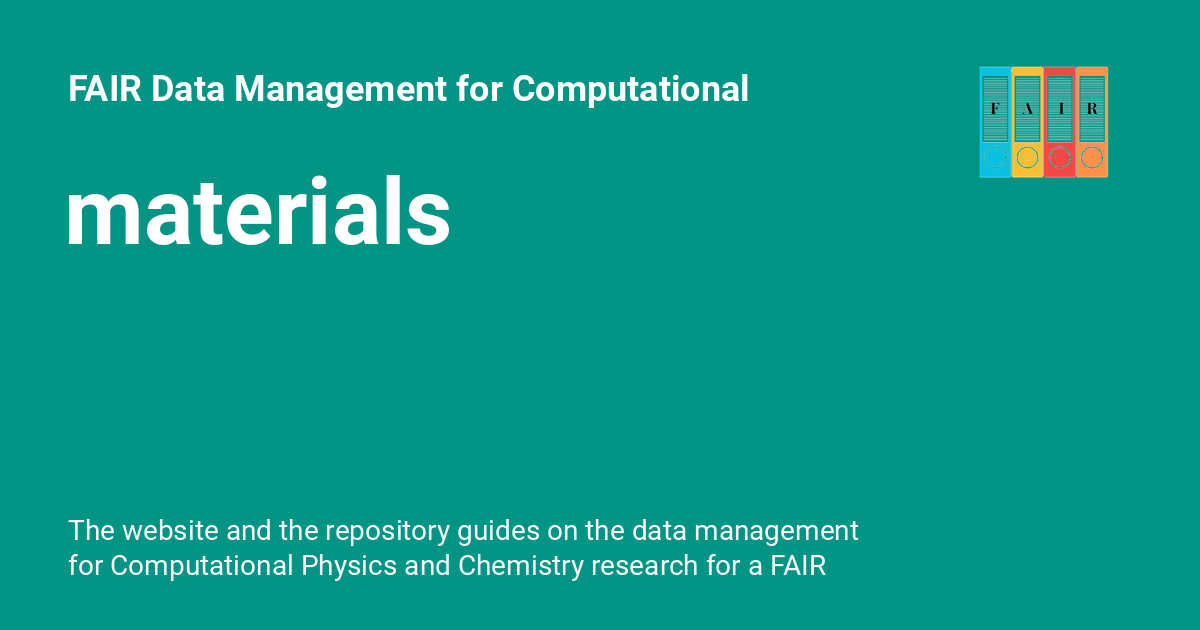 FAIR Data Management for Computational
F A I R
materials
The website and the repository guides on the data management
for Computational Physics and Chemistry research for a FAIR